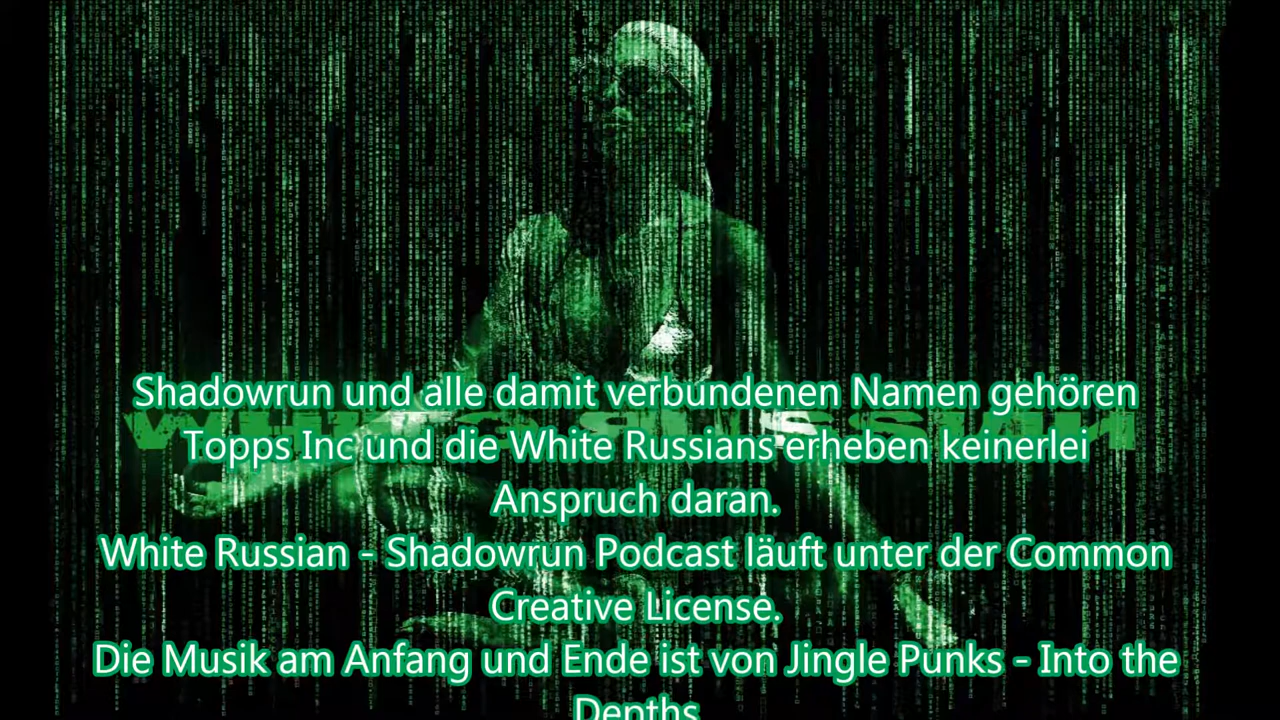 Shadowrun und alle damit verbundenen Namen gehören
Topps Inc und die White Russians erheben keinerlei
Anspruch daran.
White Russian - Shadowrun Podcast läuft unter der Common
Creative License.
Die Musik am Anfang und Ende ist von Jingle Punks - Into the
Depths